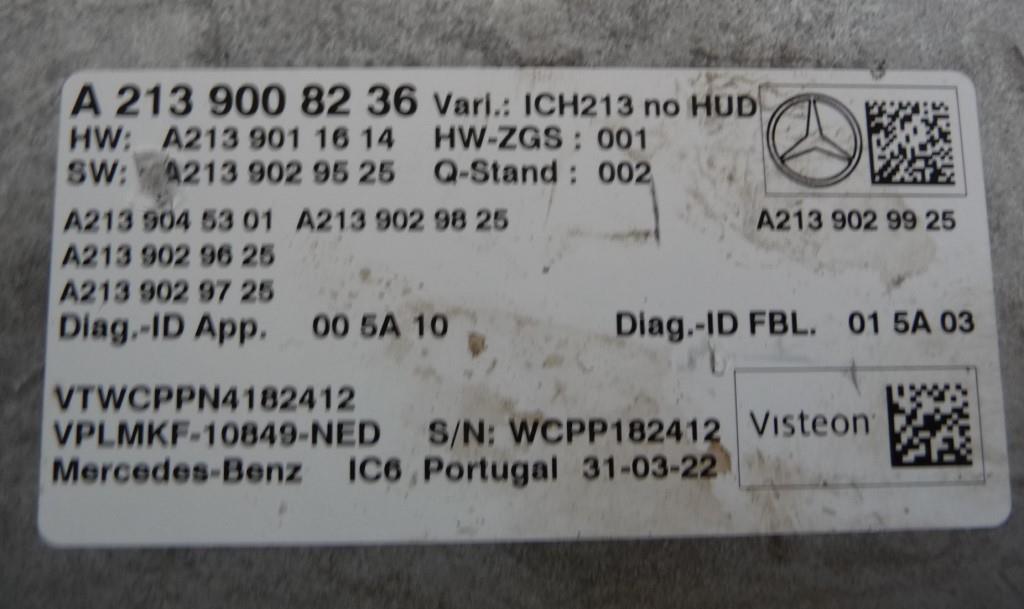 A 213 900 82 36 Vari.: ICH213 no HUD
HW: A213 901 16 14 HW-ZGS : 001
SW: A213 902 95 25 Q-Stand : 002
A213 904 53 01 A213 902 98 25 A213 902 99 25
A213 902 96 25
A213 902 97 25
Diag.-ID App. 00 5A 10 Diag.-ID FBL. 01 5A 03
VTWCPPN4182412
VPLMKF-10849-NED S/N: WCPP182412 Visteon
Mercedes-Benz IC6 Portugal 31-03-22